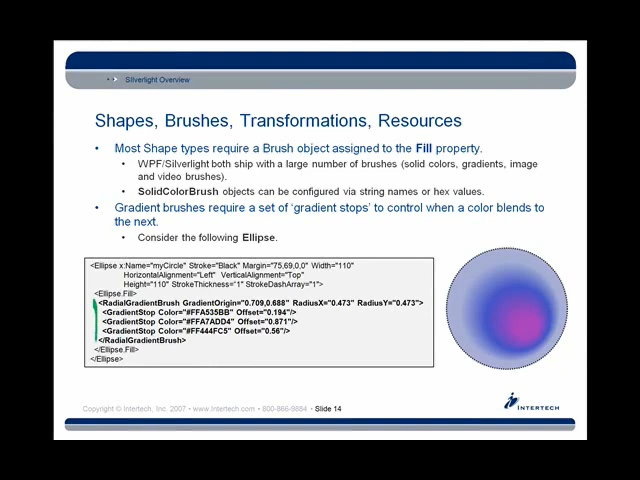 Silverlight Overview
Shapes, Brushes, Transformations, Resources
• Most Shape types require a Brush object assigned to the Fill property.
• WPF/Silverlight both ship with a large number of brushes (solid colors, gradients, image
and video brushes).
• SolidColorBrush objects can be configured via string names or hex values.
• Gradient brushes require a set of 'gradient stops' to control when a color blends to
the next.
• Consider the following Ellipse.
<Ellipse x:Name="myCircle" Stroke="Black" Margin="75,69,0,0" Width="110"
HorizontalAlignment="Left" VerticalAlignment="Top"
Height="110" StrokeThickness="1" StrokeDashArray="1">
<Ellipse.Fill>
<RadialGradientBrush GradientOrigin="0.709,0.688" RadiusX="0.473" RadiusY="0.473">
<GradientStop Color="#FFA535BB" Offset="0.194"/>
<GradientStop Color="#FFA7ADD4" Offset="0.871"/>
<GradientStop Color="#FF444FC5" Offset="0.56"/>
</RadialGradientBrush>
</Ellipse.Fill>
</Ellipse>
Copyright © Intertech, Inc. 2007 • www.Intertech.com • 800-866-9884 • Slide 14
INTERTECH